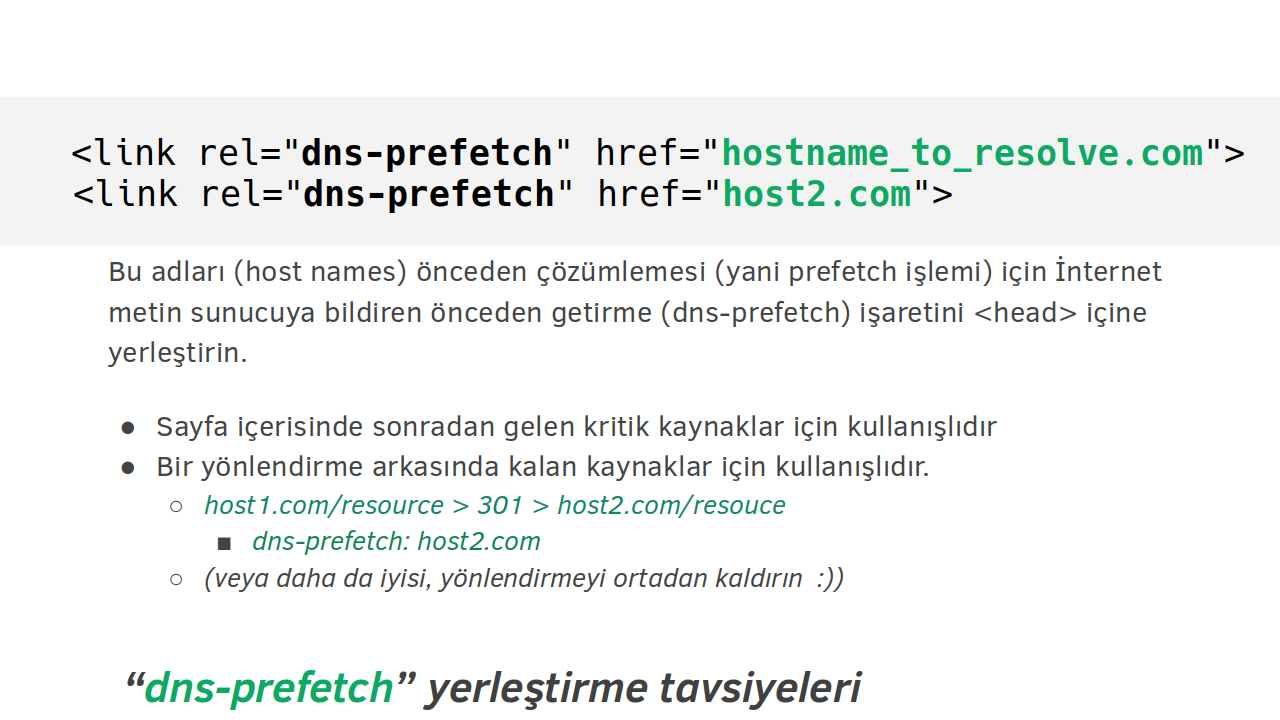 <link rel="dns-prefetch" href="hostname_to_resolve.com">
<link rel="dns-prefetch" href="host2.com">
Bu adları (host names) önceden çözümlemesi (yani prefetch işlemi) için İnternet
metin sunucuya bildiren önceden getirme (dns-prefetch) işaretini <head> içine
yerleştirin.
● Sayfa içerisinde sonradan gelen kritik kaynaklar için kullanışlıdır
● Bir yönlendirme arkasında kalan kaynaklar için kullanışlıdır.
○ host1.com/resource > 301 > host2.com/resouce
■ dns-prefetch: host2.com
○ (veya daha da iyisi, yönlendirmeyi ortadan kaldırın :))
“dns-prefetch” yerleştirme tavsiyeleri